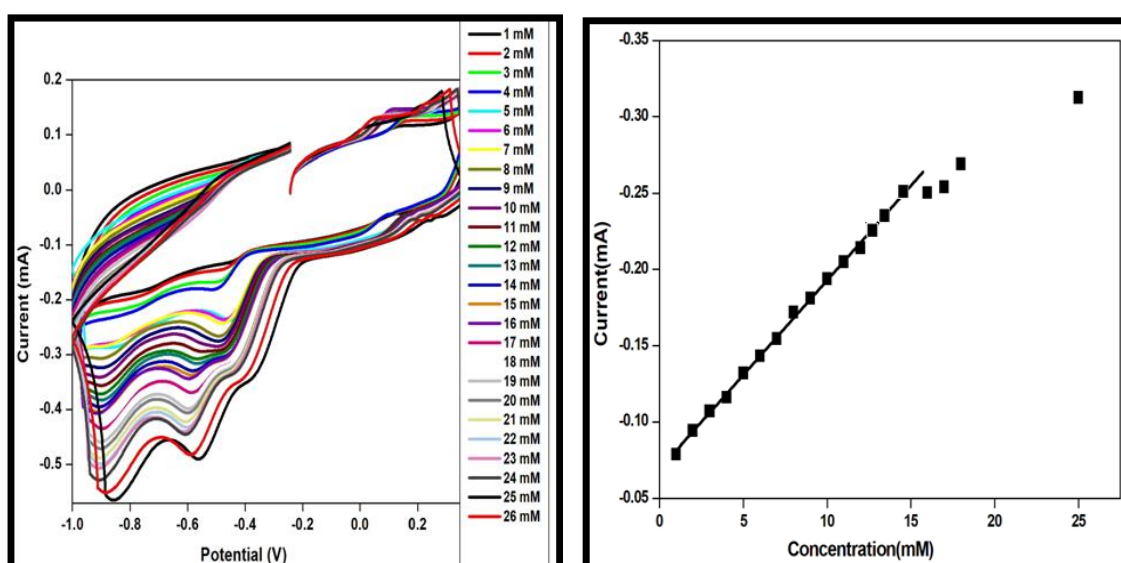 0.2
0.1
0.0
-0.1
-0.2
-0.3
-0.4
-0.5
Current (mA)
-1.0 -0.8 -0.6 -0.4 -0.2 0.0 0.2
Potential (V)
1 mM
2 mM
3 mM
4 mM
5 mM
6 mM
7 mM
8 mM
9 mM
10 mM
11 mM
12 mM
13 mM
14 mM
15 mM
16 mM
17 mM
18 mM
19 mM
20 mM
21 mM
22 mM
23 mM
24 mM
25 mM
26 mM
-0.35
-0.30
-0.25
-0.20
-0.15
-0.10
-0.05
Current(mA)
0 5 10 15 20 25
Concentration(mM)